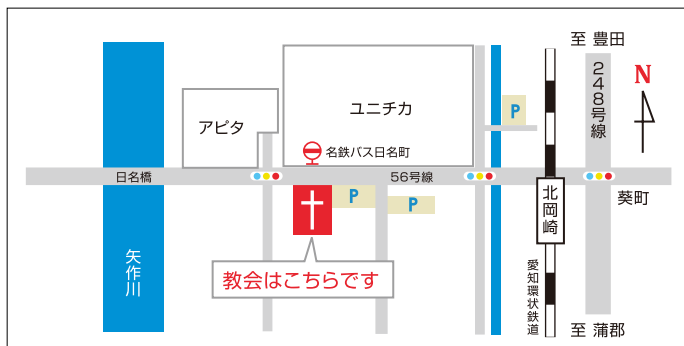 至 豊田
248号線
N
ユニチカ
アピタ
P
名鉄バス日名町
日名橋
56号線
葵町
P
P
北岡崎
矢作川
教会はこちらです
愛知環状鉄道
至 蒲郡